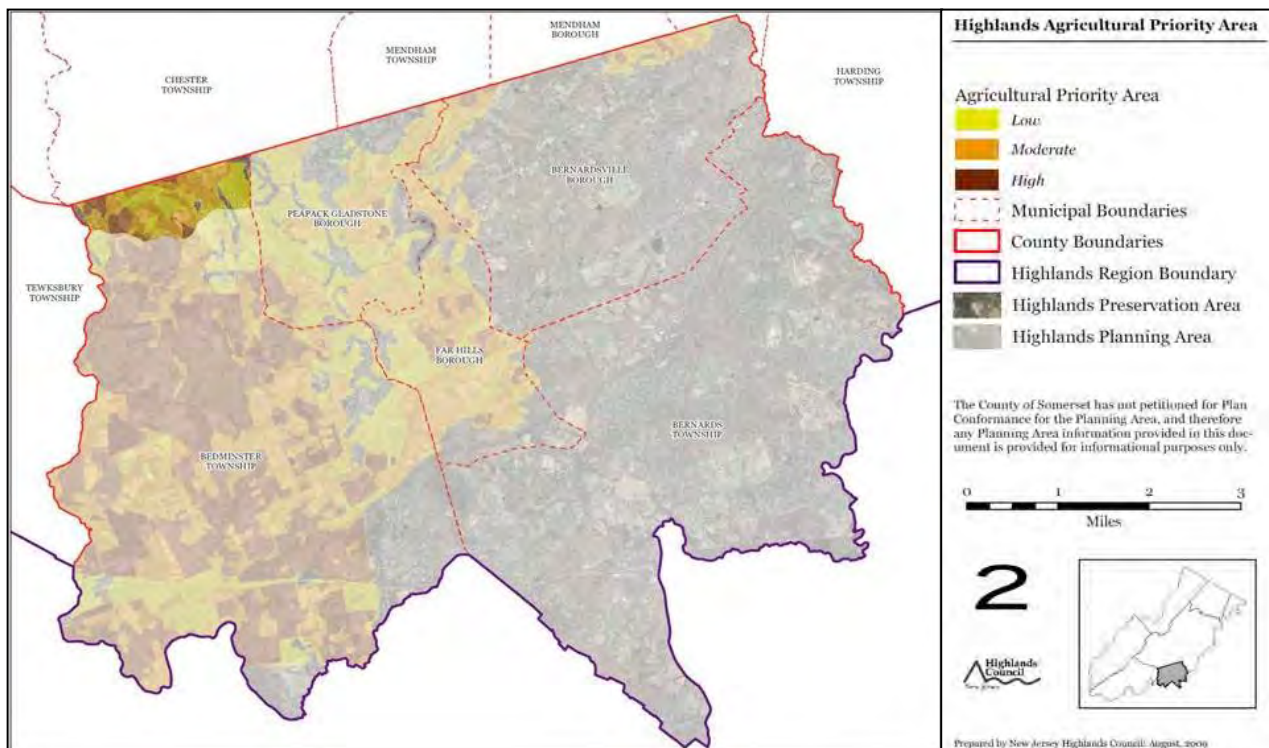 Highlands Agricultural Priority Area
MENDHAM
BOROUGH
MENDHAM
TOWNSHIP
CHESTER
TOWNSHIP
HARDING
TOWNSHIP
BERNARDSVILLE
BOROUGH
PEAPACK GLADSTONE
BOROUGH
TEWKSBURY
TOWNSHIP
FAR HILLS
BOROUGH
BERNARDS
TOWNSHIP
BEDMINSTER
TOWNSHIP
Agricultural Priority Area
Low
Moderate
High
Municipal Boundaries
County Boundaries
Highlands Region Boundary
Highlands Preservation Area
Highlands Planning Area
The County of Somerset has not petitioned for Plan
Conformance for the Planning Area, and therefore
any Planning Area information provided in this doc-
ument is provided for informational purposes only.
0 1 2 3
Miles
2
Highlands
Council
New Jersey
Prepared by New Jersey Highlands Council: August, 2009